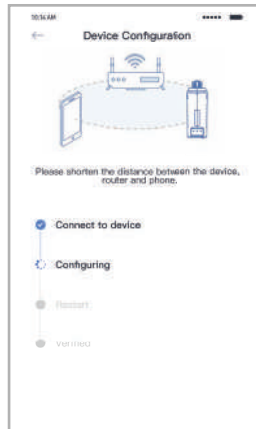 10:14 AM
Device Configuration
Please shorten the distance between the device,
router and phone.
Connect to device
Configuring
Restart
Verified